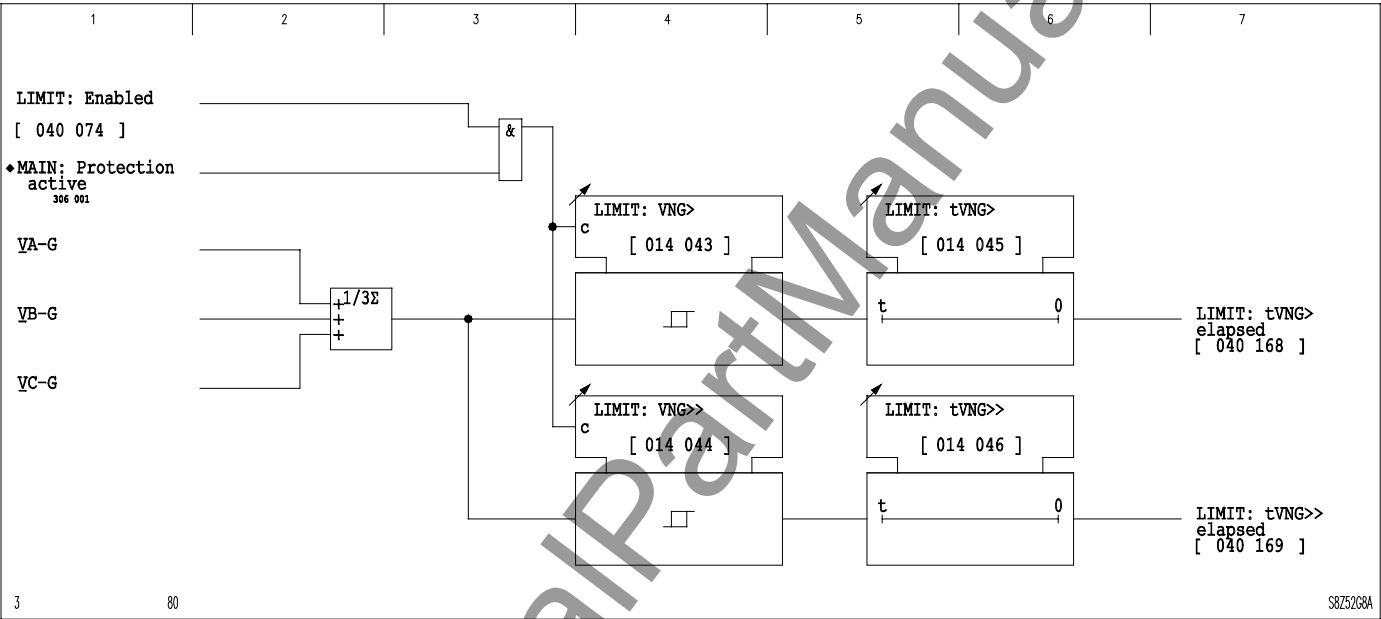 1 2 3 4 5 6 7
LIMIT: Enabled
[ 040 074 ]
&
◆MAIN: Protection
active
306 001
LIMIT: VNG>
c
[ 014 043 ]
LIMIT: tVNG>
[ 014 045 ]
VA-G
1/3Σ
+
VB-G
+
+
t 0
LIMIT: tVNG>
elapsed
[ 040 168 ]
VC-G
LIMIT: VNG>>
c
[ 014 044 ]
LIMIT: tVNG>>
[ 014 046 ]
t 0
LIMIT: tVNG>>
elapsed
[ 040 169 ]
3 80
S8Z52G8A
alPartManua